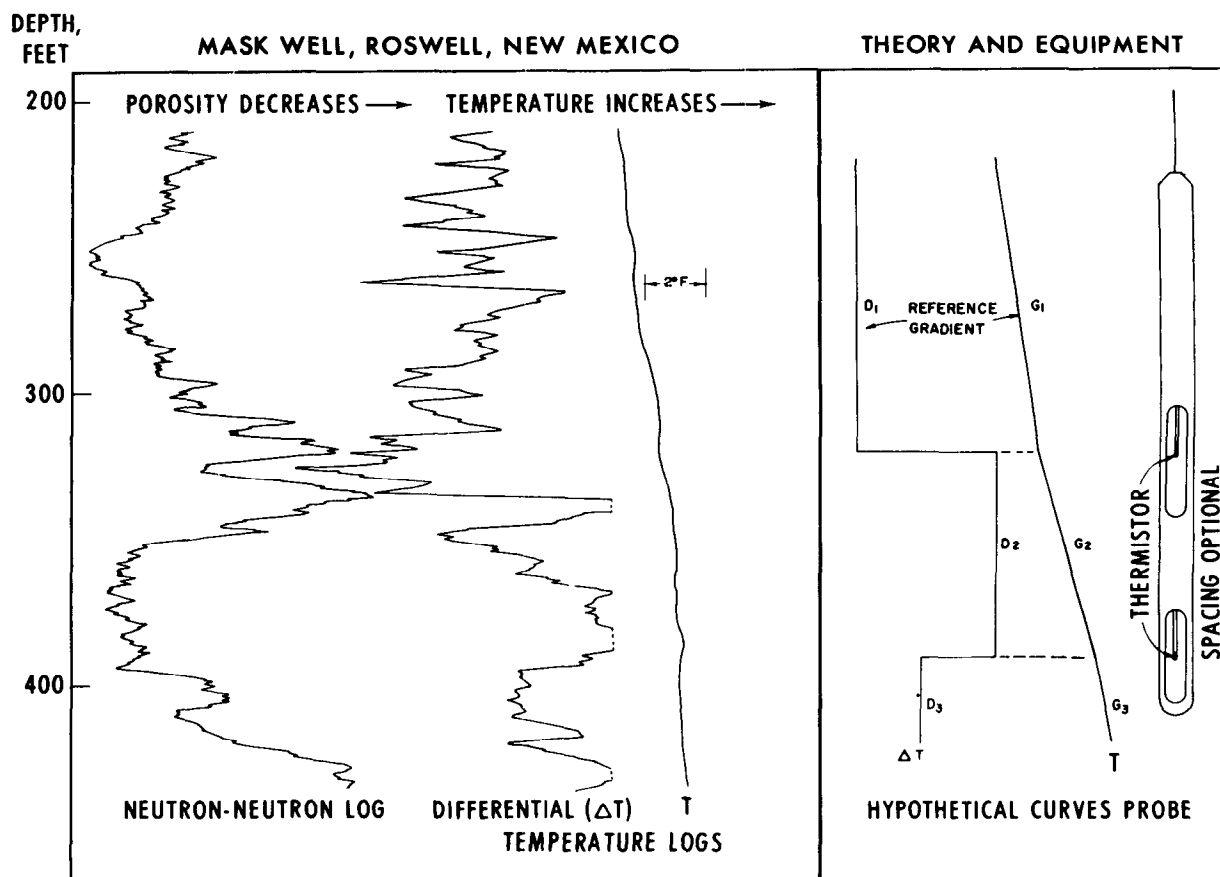 DEPTH,
FEET
MASK WELL, ROSWELL, NEW MEXICO
THEORY AND EQUIPMENT
200
POROSITY DECREASES
TEMPERATURE INCREASES
2°F
300
D1
REFERENCE
GRADIENT
G1
D2
G2
THERMISTOR
SPACING OPTIONAL
400
D3
G3
ΔT
T
NEUTRON-NEUTRON LOG
DIFFERENTIAL (ΔT)
T
TEMPERATURE LOGS
HYPOTHETICAL CURVES PROBE